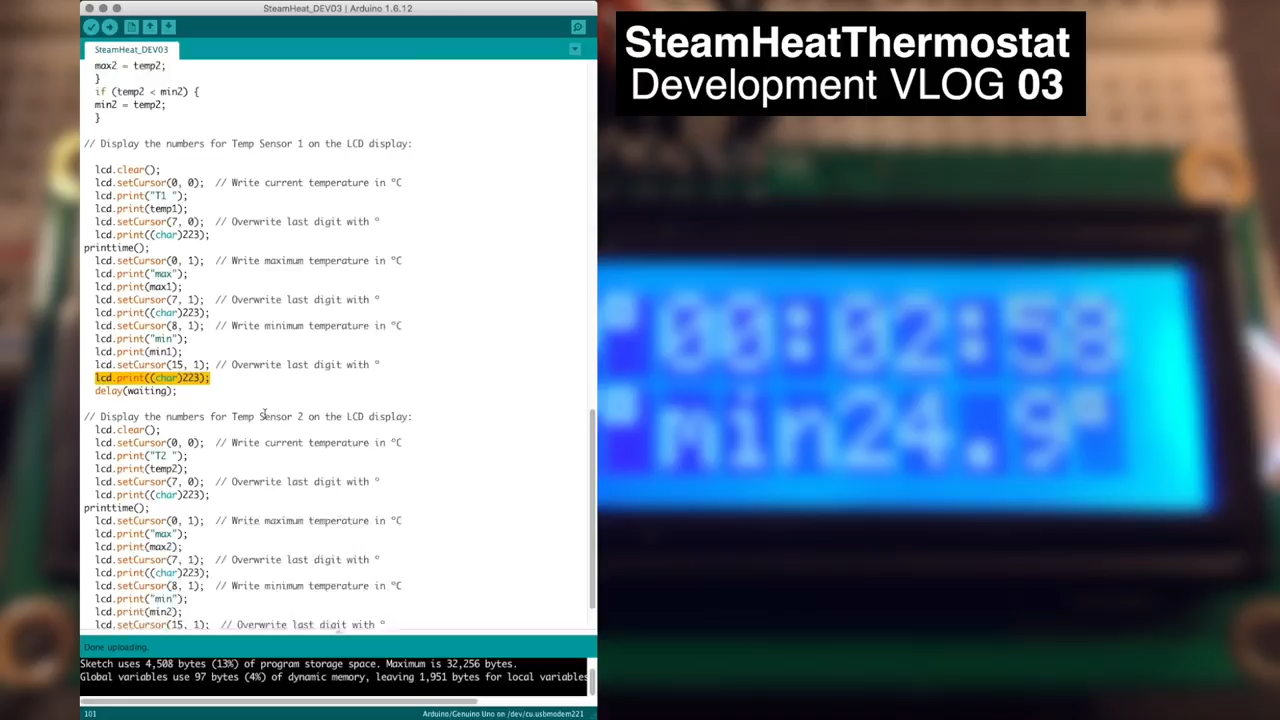 SteamHeat_DEV03 | Arduino 1.6.12
SteamHeat_DEV03
max2 = temp2;
}
if (temp2 < min2) {
min2 = temp2;
}
// Display the numbers for Temp Sensor 1 on the LCD display:
lcd.clear();
lcd.setCursor(0, 0);  // Write current temperature in °C
lcd.print("T1 ");
lcd.print(temp1);
lcd.setCursor(7, 0);  // Overwrite last digit with °
lcd.print((char)223);
printtime();
lcd.setCursor(0, 1);  // Write maximum temperature in °C
lcd.print("max");
lcd.print(max1);
lcd.setCursor(7, 1);  // Overwrite last digit with °
lcd.print((char)223);
lcd.setCursor(8, 1);  // Write minimum temperature in °C
lcd.print("min");
lcd.print(min1);
lcd.setCursor(15, 1);  // Overwrite last digit with °
lcd.print((char)223);
delay(waiting);
// Display the numbers for Temp Sensor 2 on the LCD display:
lcd.clear();
lcd.setCursor(0, 0);  // Write current temperature in °C
lcd.print("T2 ");
lcd.print(temp2);
lcd.setCursor(7, 0);  // Overwrite last digit with °
lcd.print((char)223);
printtime();
lcd.setCursor(0, 1);  // Write maximum temperature in °C
lcd.print("max");
lcd.print(max2);
lcd.setCursor(7, 1);  // Overwrite last digit with °
lcd.print((char)223);
lcd.setCursor(8, 1);  // Write minimum temperature in °C
lcd.print("min");
lcd.print(min2);
lcd.setCursor(15, 1);  // Overwrite last digit with °
Done uploading.
Sketch uses 4,508 bytes (13%) of program storage space. Maximum is 32,256 bytes.
Global variables use 97 bytes (4%) of dynamic memory, leaving 1,951 bytes for local variables
101
Arduino/Genuino Uno on /dev/cu.usbmodem221
SteamHeatThermostat
Development VLOG 03
°00:02:58
°min24.9°